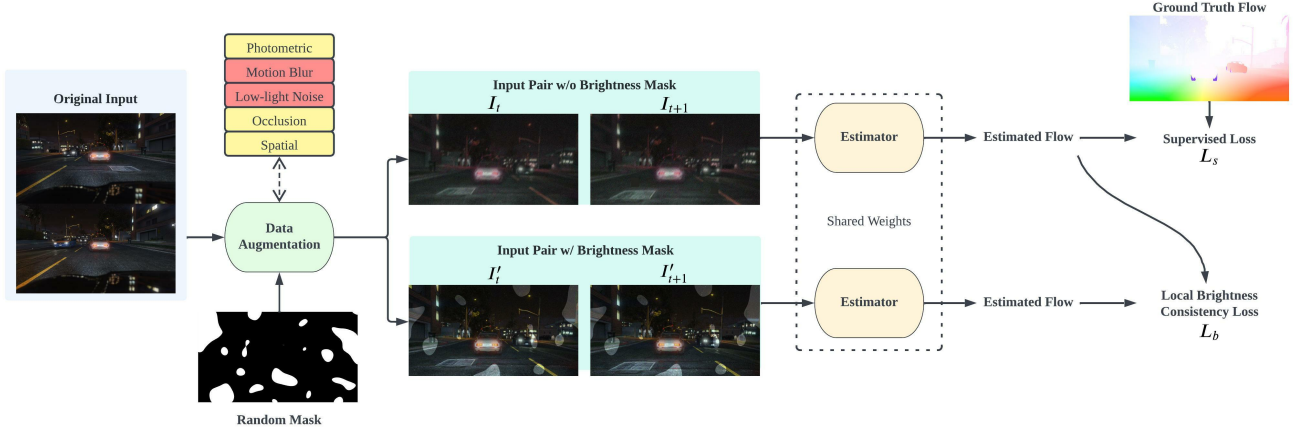 Ground Truth Flow
Photometric
Motion Blur
Low-light Noise
Occlusion
Spatial
Original Input
Input Pair w/o Brightness Mask
I_t
I_{t+1}
Data
Augmentation
Estimator
Estimated Flow
Supervised Loss
L_s
Shared Weights
Input Pair w/ Brightness Mask
I'_t
I'_{t+1}
Estimator
Estimated Flow
Local Brightness
Consistency Loss
L_b
Random Mask